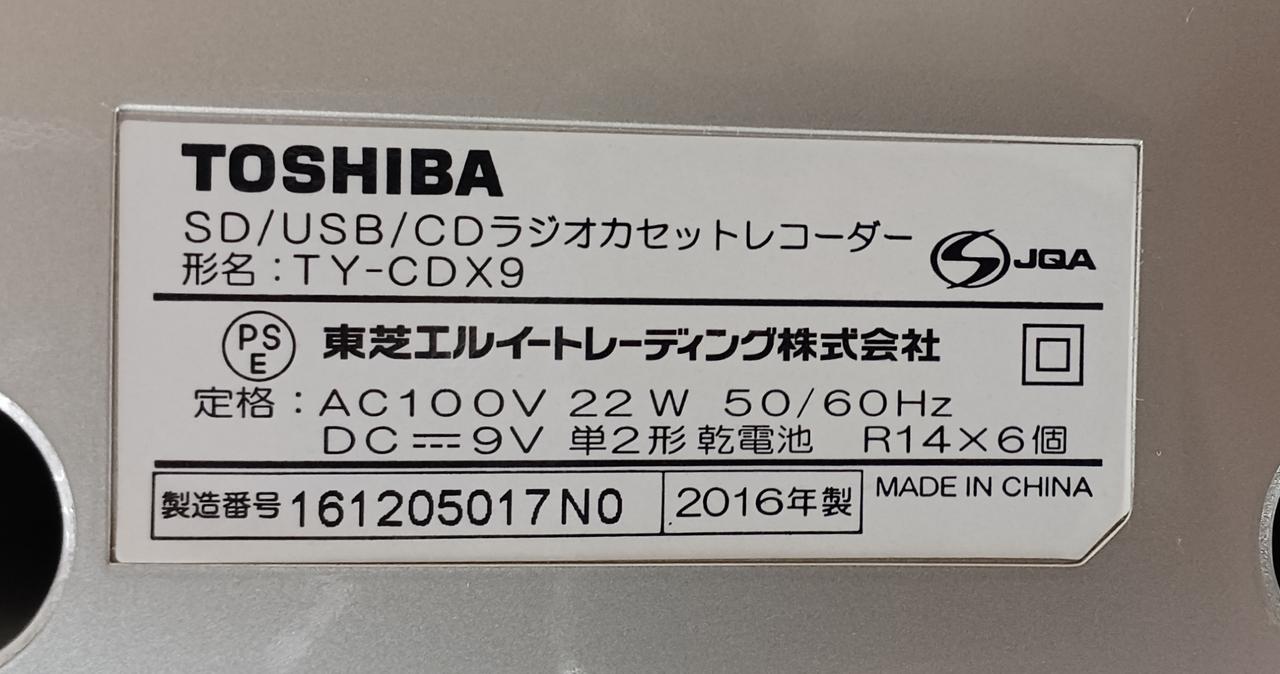 TOSHIBA
SD/USB/CDラジオカセットレコーダー
形名:TY-CDX9
JQA
PS
E
東芝エルイートレーディング株式会社
定格:AC100V 22W 50/60Hz
DC⎓9V 単2形乾電池 R14×6個
製造番号 161205017N0 2016年製 MADE IN CHINA